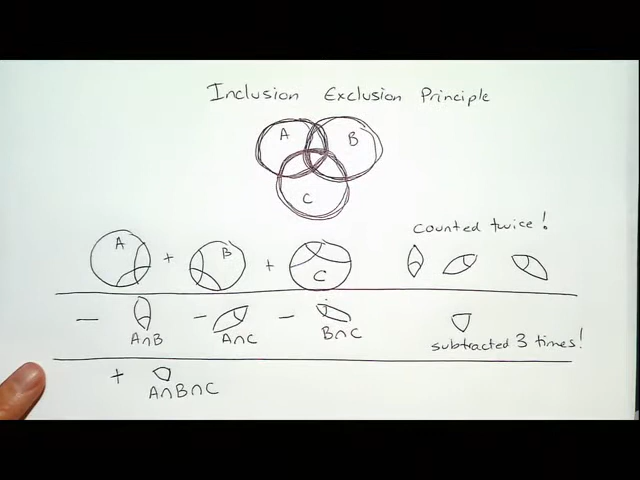 Inclusion Exclusion Principle
A B
C
counted twice!
A + B + C
- - -
A∩B A∩C B∩C
subtracted 3 times!
+
A∩B∩C